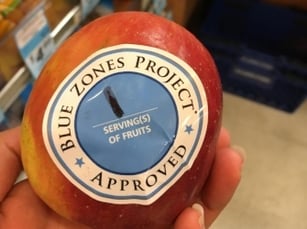 BLUE ZONES PROJECT
1
SERVING(S)
OF FRUITS
APPROVED